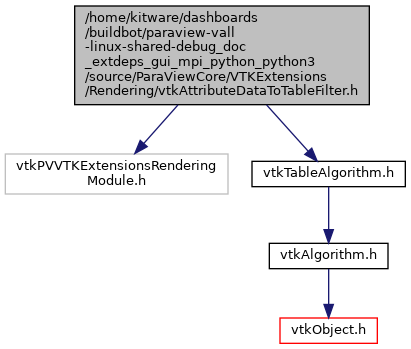 /home/kitware/dashboards
/buildbot/paraview-vall
-linux-shared-debug_doc
_extdeps_gui_mpi_python_python3
/source/ParaViewCore/VTKExtensions
/Rendering/vtkAttributeDataToTableFilter.h
vtkPVVTKExtensionsRendering
Module.h
vtkTableAlgorithm.h
vtkAlgorithm.h
vtkObject.h